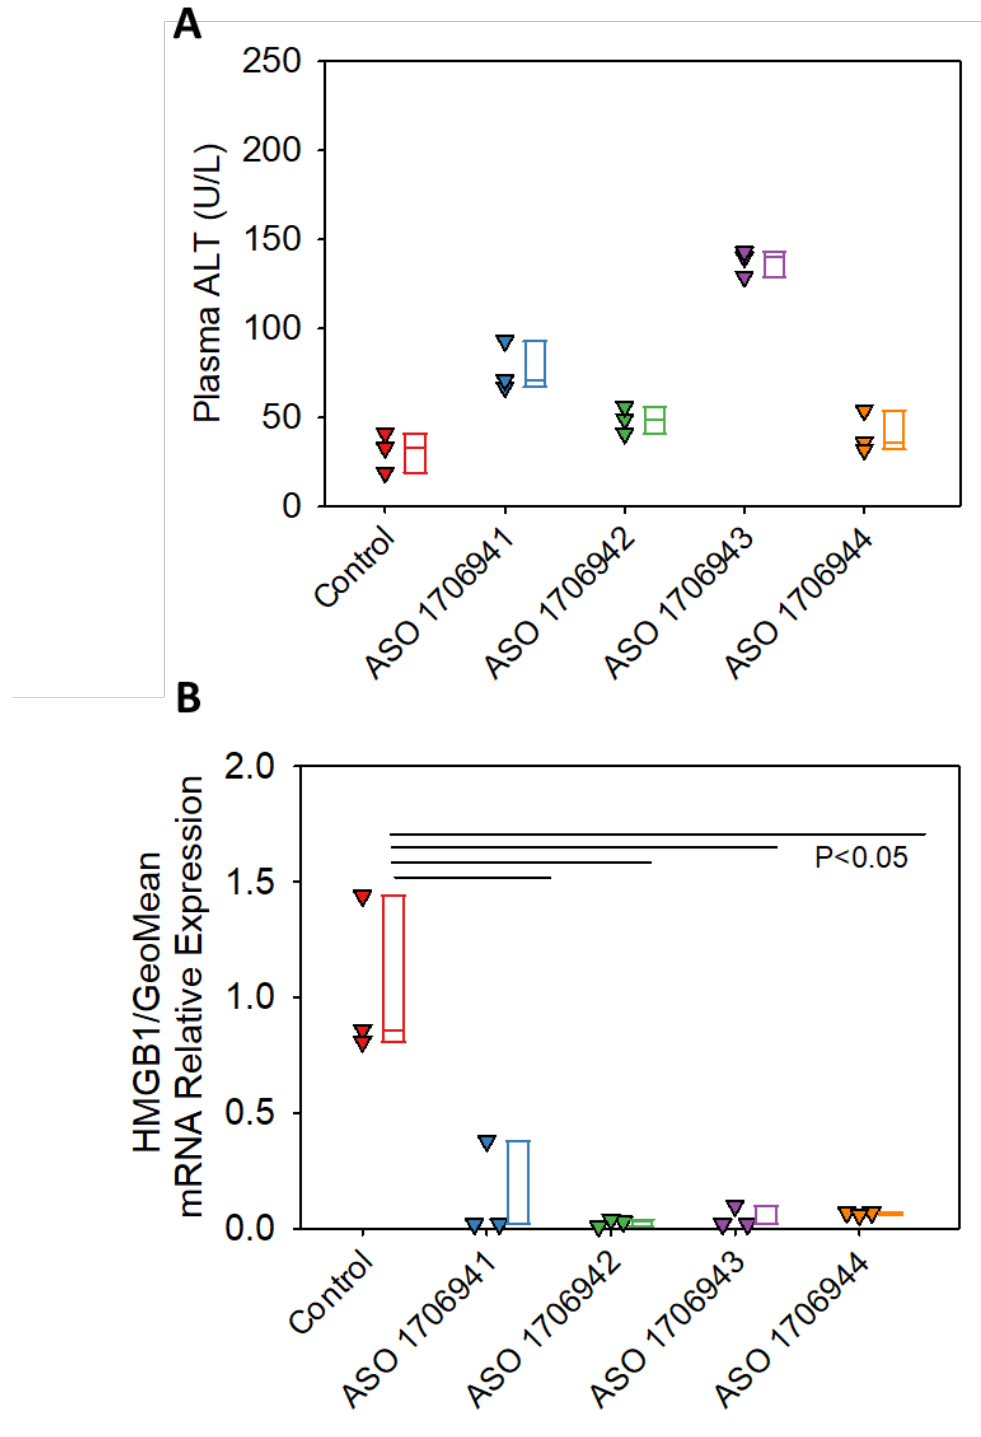 A
Plasma ALT (U/L)
250
200
150
100
50
0
Control
ASO 1706941
ASO 1706942
ASO 1706943
ASO 1706944
B
HMGB1/GeoMean
mRNA Relative Expression
2.0
1.5
1.0
0.5
0.0
P<0.05
Control
ASO 1706941
ASO 1706942
ASO 1706943
ASO 1706944